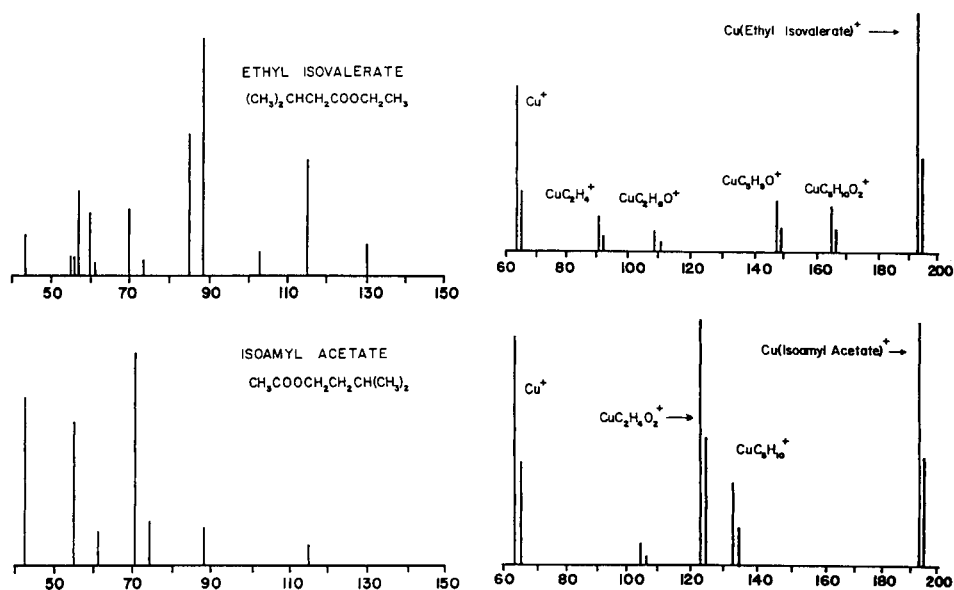 ETHYL ISOVALERATE
(CH₃)₂CHCH₂COOCH₂CH₃
50 70 90 110 130 150
Cu(Ethyl Isovalerate)⁺
Cu⁺
CuC₂H₄⁺
CuC₂H₆O⁺
CuC₅H₈O⁺
CuC₅H₁₀O₂⁺
60 80 100 120 140 160 180 200
ISOAMYL ACETATE
CH₃COOCH₂CH₂CH(CH₃)₂
50 70 90 110 130 150
Cu(Isoamyl Acetate)⁺
Cu⁺
CuC₂H₄O₂⁺
CuC₅H₁₀⁺
60 80 100 120 140 160 180 200